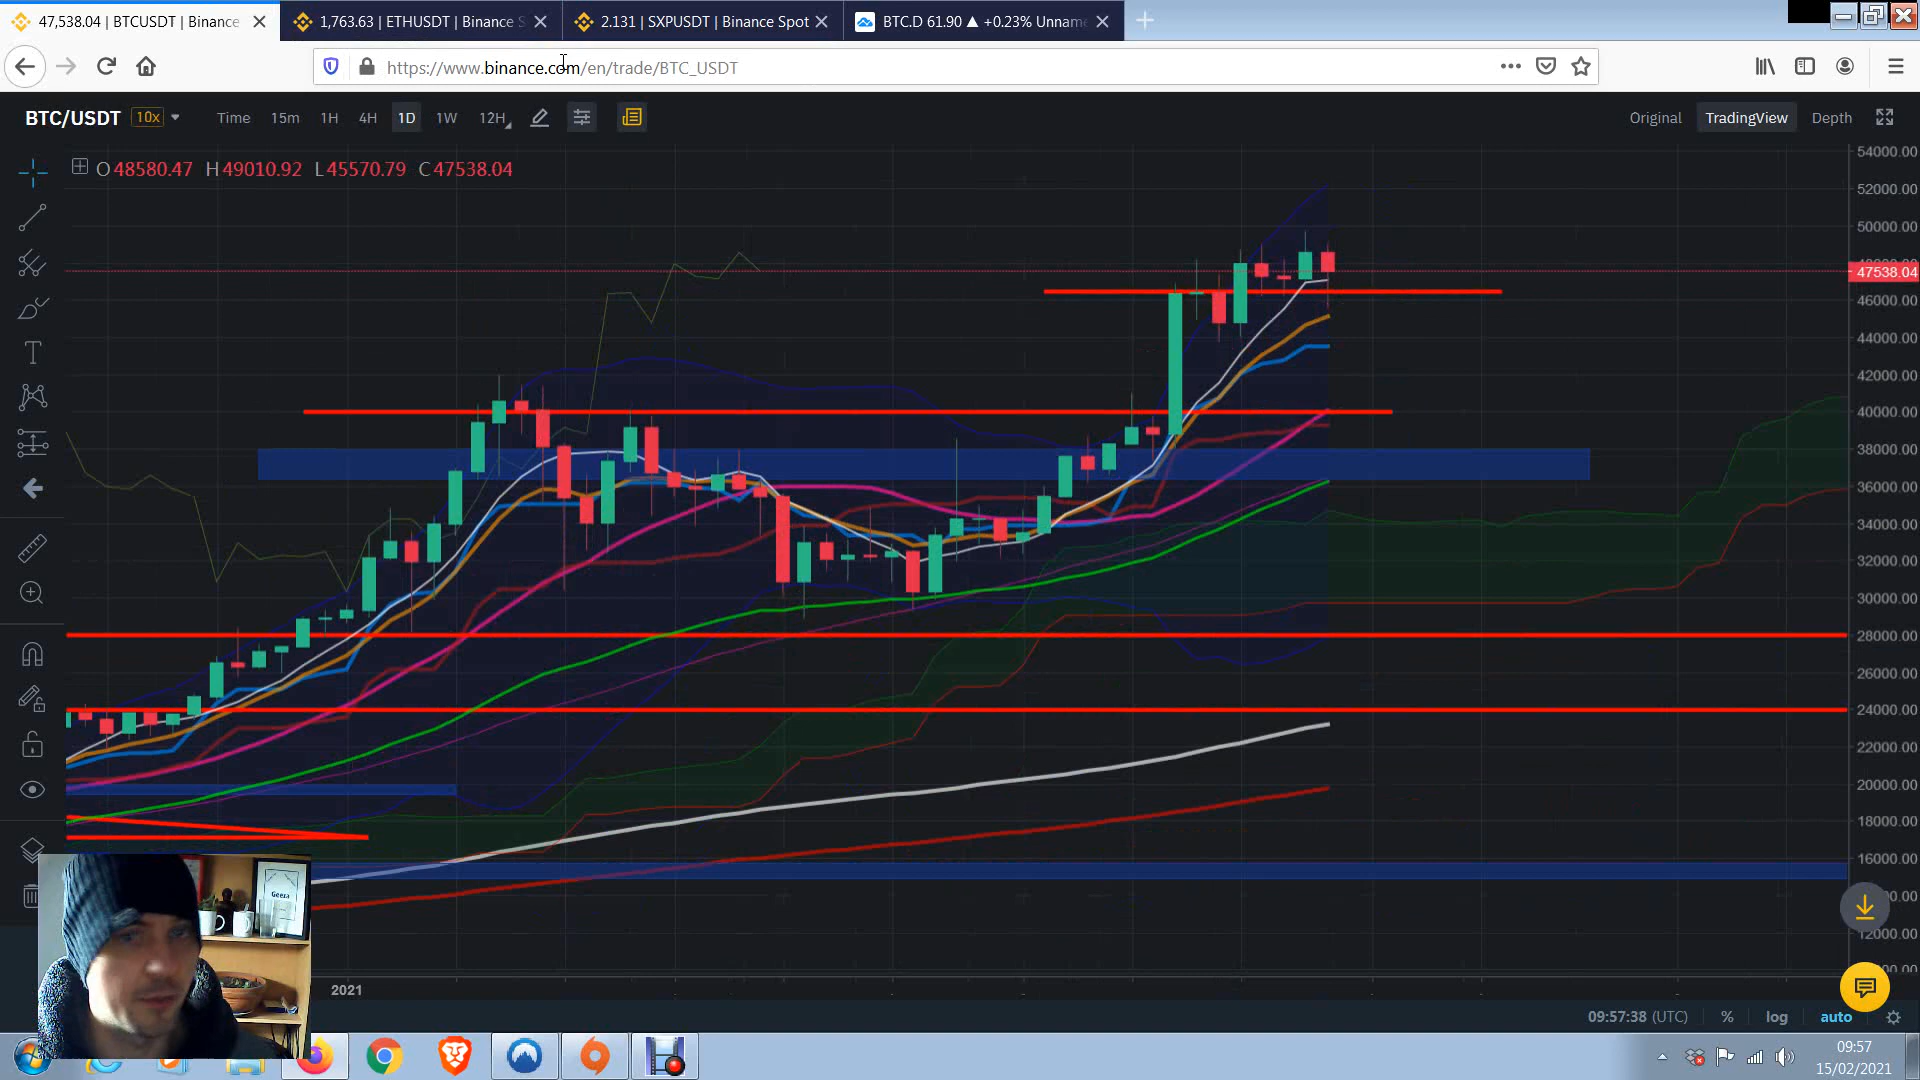 47,538.04 | BTCUSDT | Binance
1,763.63 | ETHUSDT | Binance S
2.131 | SXPUSDT | Binance Spot
BTC.D 61.90 ▲ +0.23% Unnam
https://www.binance.com/en/trade/BTC_USDT
BTC/USDT 10x Time 15m 1H 4H 1D 1W 12H Original TradingView Depth
O48580.47 H49010.92 L45570.79 C47538.04
54000.00
52000.00
50000.00
47538.04
46000.00
44000.00
42000.00
40000.00
38000.00
36000.00
34000.00
32000.00
30000.00
28000.00
26000.00
24000.00
22000.00
20000.00
18000.00
16000.00
12000.00
Geeza
2021
09:57:38 (UTC) % log auto
09:57
15/02/2021